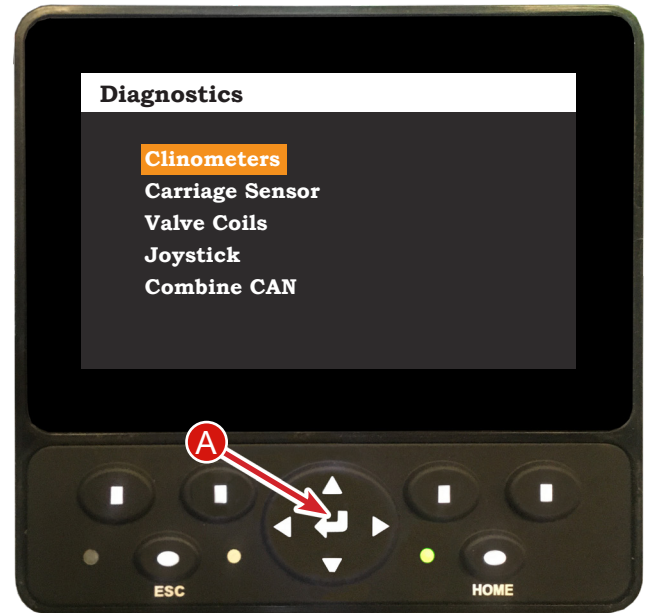 Diagnostics
Clinometers
Carriage Sensor
Valve Coils
Joystick
Combine CAN
A
ESC
HOME